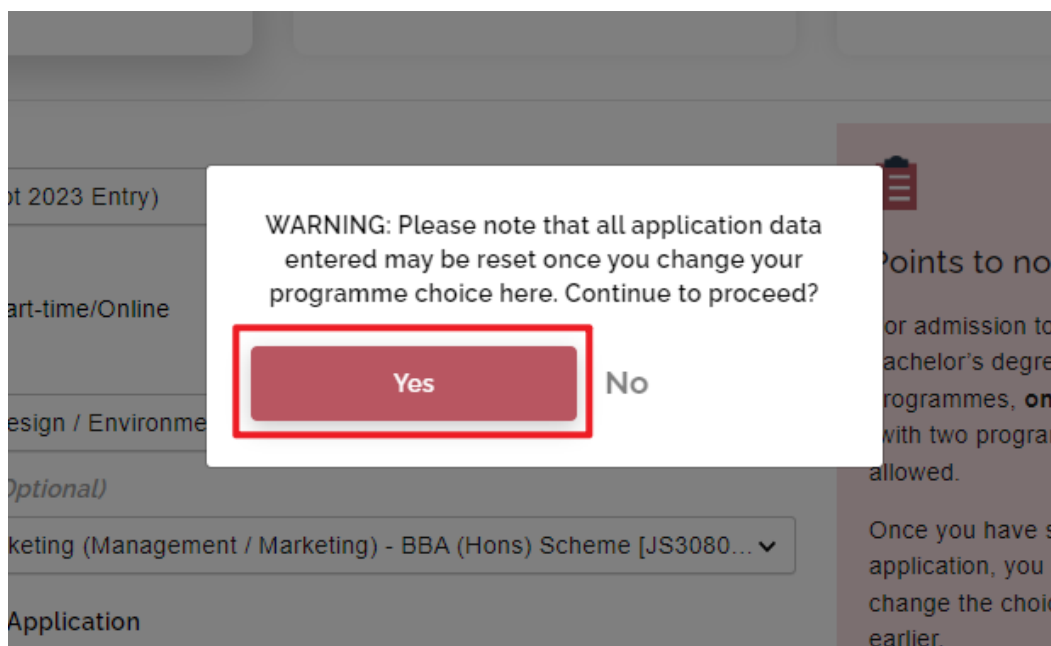 pt 2023 Entry)
art-time/Online
esign / Environme
Optional)
keting (Management / Marketing) - BBA (Hons) Scheme [JS3080...
Application
WARNING: Please note that all application data
entered may be reset once you change your
programme choice here. Continue to proceed?
Yes
No
Points to no
or admission to
achelor's degre
rogrammes, on
with two progra
allowed.
Once you have s
application, you
change the choic
earlier.